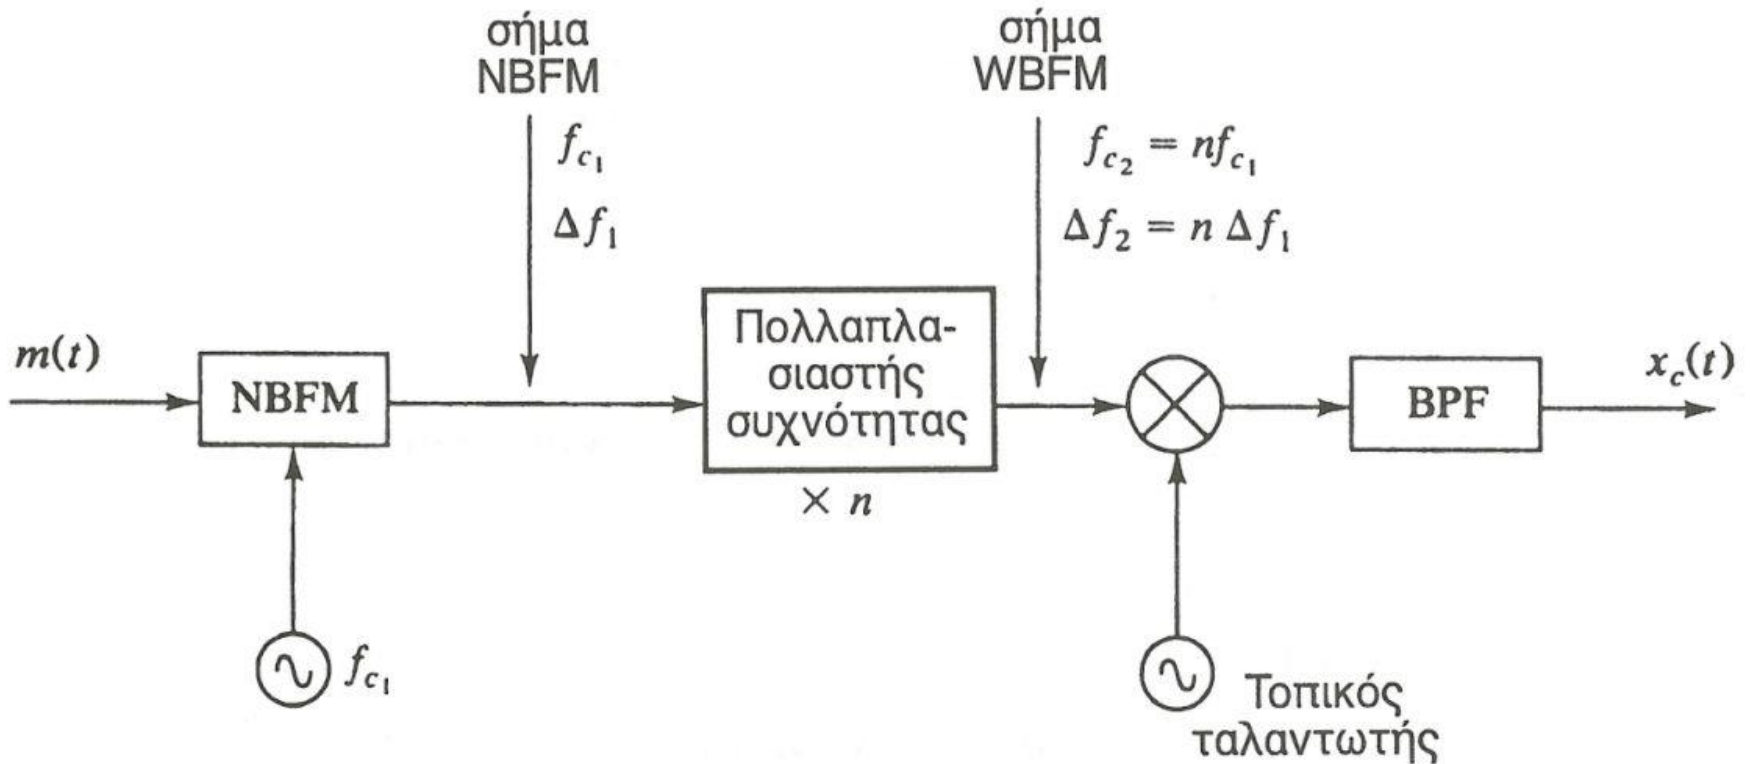 σήμα
NBFM
σήμα
WBFM
f_{c_1}
Δf_1
f_{c_2} = nf_{c_1}
Δf_2 = n Δf_1
m(t)
NBFM
Πολλαπλα-
σιαστής
συχνότητας
× n
BPF
x_c(t)
f_{c_1}
Τοπικός
ταλαντωτής